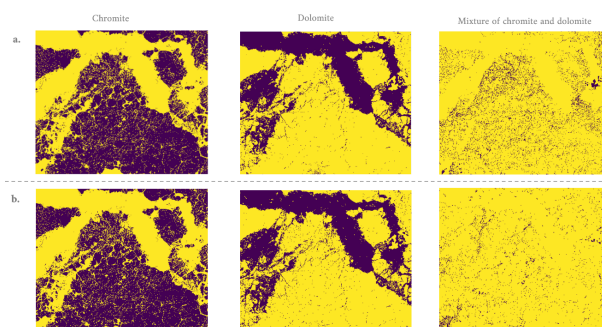 Chromite
Dolomite
Mixture of chromite and dolomite
a.
b.